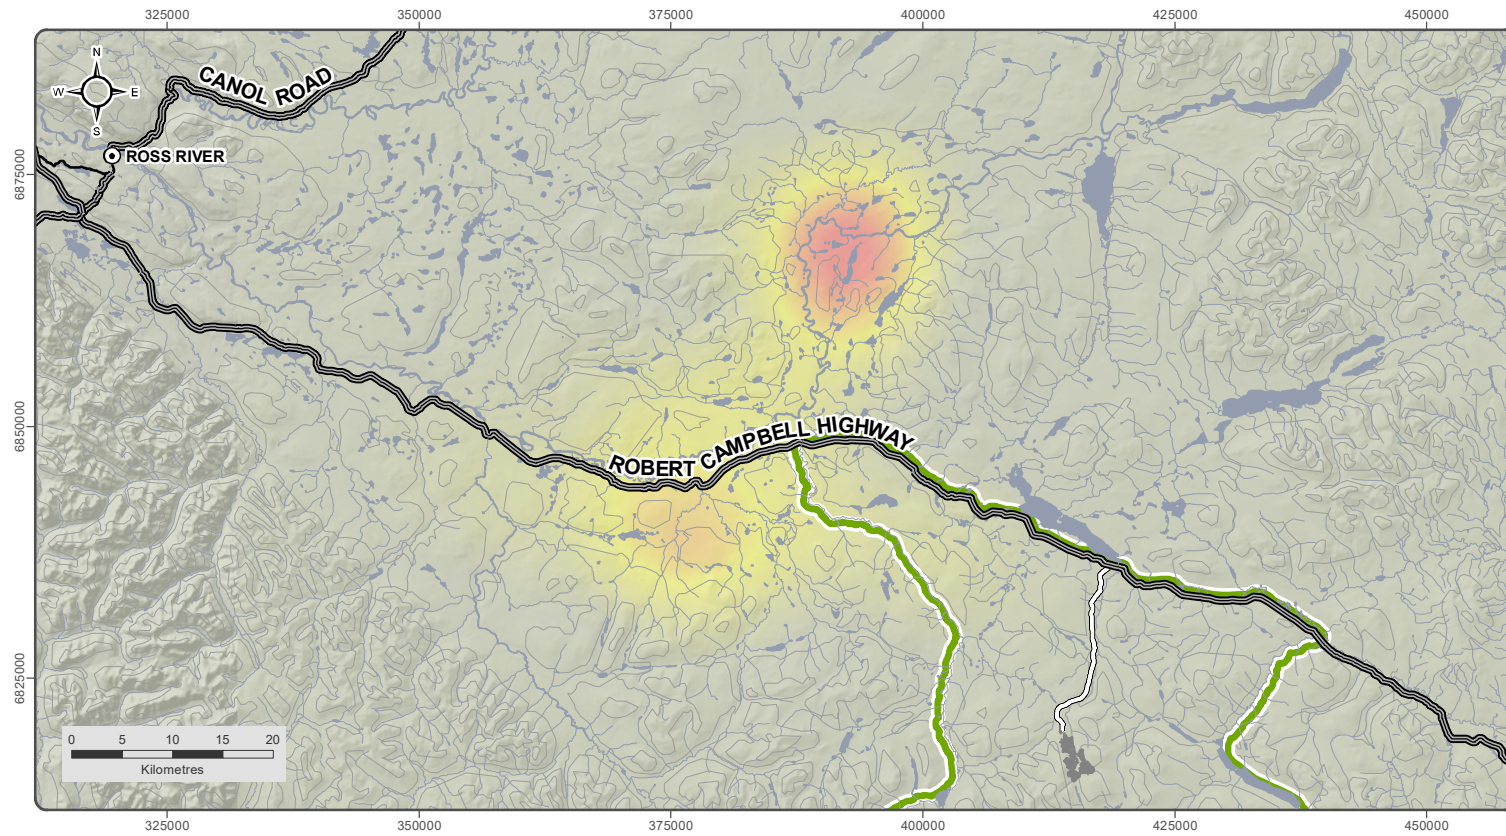 325000 350000 375000 400000 425000 450000
N
W E
S
CANOL ROAD
ROSS RIVER
6875000
6850000
ROBERT CAMPBELL HIGHWAY
6825000
0 5 10 15 20
Kilometres
325000 350000 375000 400000 425000 450000